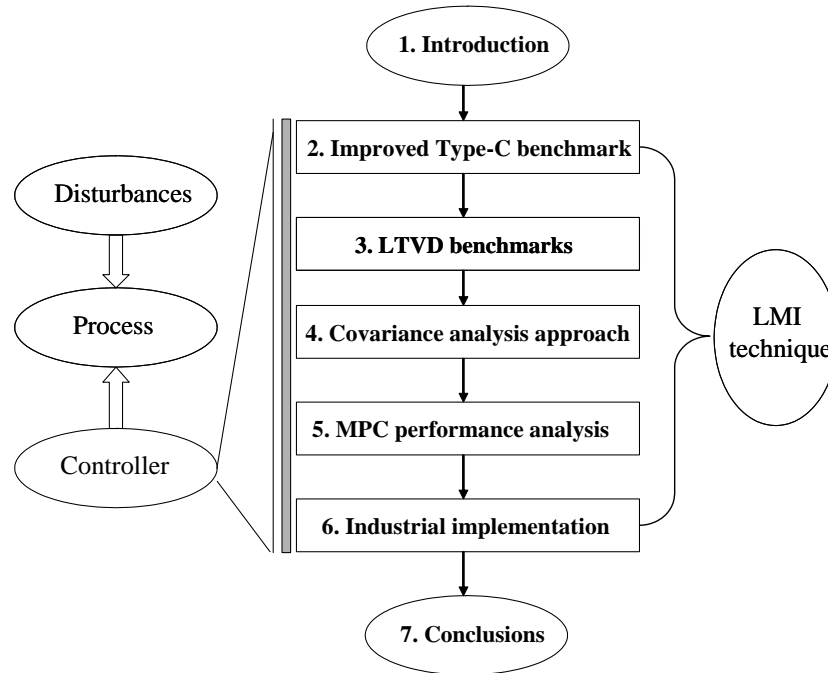 1. Introduction
2. Improved Type-C benchmark
Disturbances
3. LTVD benchmarks
Process
4. Covariance analysis approach
LMI
technique
5. MPC performance analysis
Controller
6. Industrial implementation
7. Conclusions